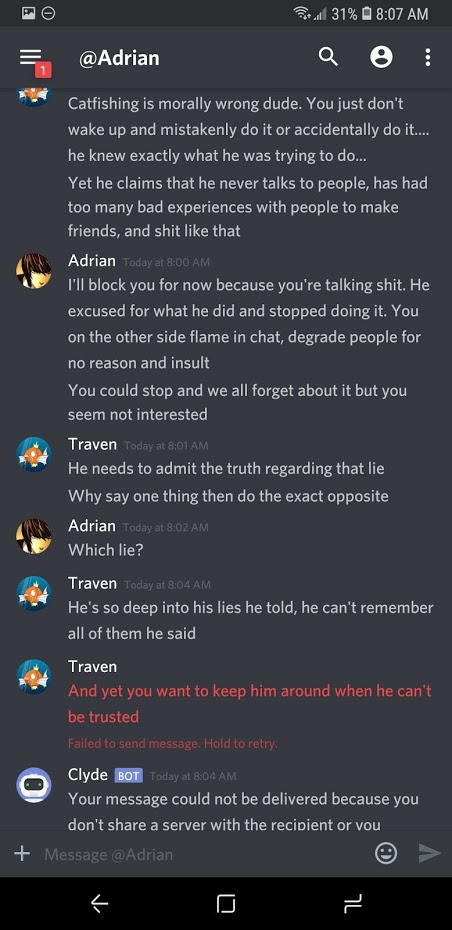 31% 8:07 AM
1
@Adrian
Catfishing is morally wrong dude. You just don't
wake up and mistakenly do it or accidentally do it....
he knew exactly what he was trying to do...
Yet he claims that he never talks to people, has had
too many bad experiences with people to make
friends, and shit like that
Adrian Today at 8:00 AM
I'll block you for now because you're talking shit. He
excused for what he did and stopped doing it. You
on the other side flame in chat, degrade people for
no reason and insult
You could stop and we all forget about it but you
seem not interested
Traven Today at 8:01 AM
He needs to admit the truth regarding that lie
Why say one thing then do the exact opposite
Adrian Today at 8:02 AM
Which lie?
Traven Today at 8:04 AM
He's so deep into his lies he told, he can't remember
all of them he said
Traven
And yet you want to keep him around when he can't
be trusted
Failed to send message. Hold to retry.
Clyde BOT Today at 8:04 AM
Your message could not be delivered because you
don't share a server with the recipient or you
Message @Adrian